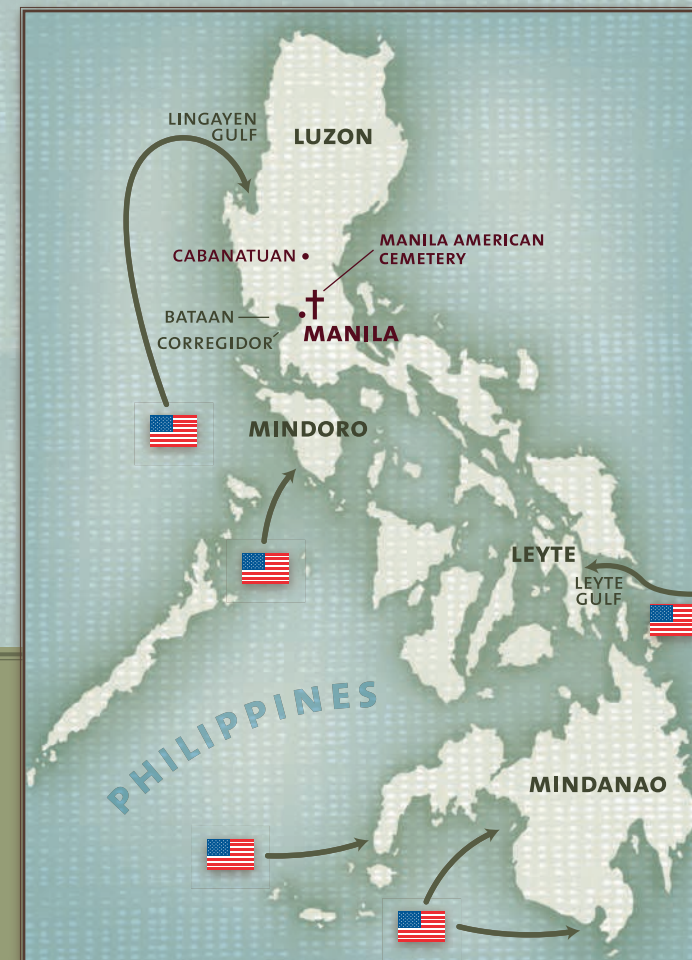 LINGAYEN
GULF
LUZON
MANILA AMERICAN
CEMETERY
CABANATUAN
BATAAN
MANILA
CORREGIDOR
MINDORO
LEYTE
LEYTE
GULF
PHILIPPINES
MINDANAO